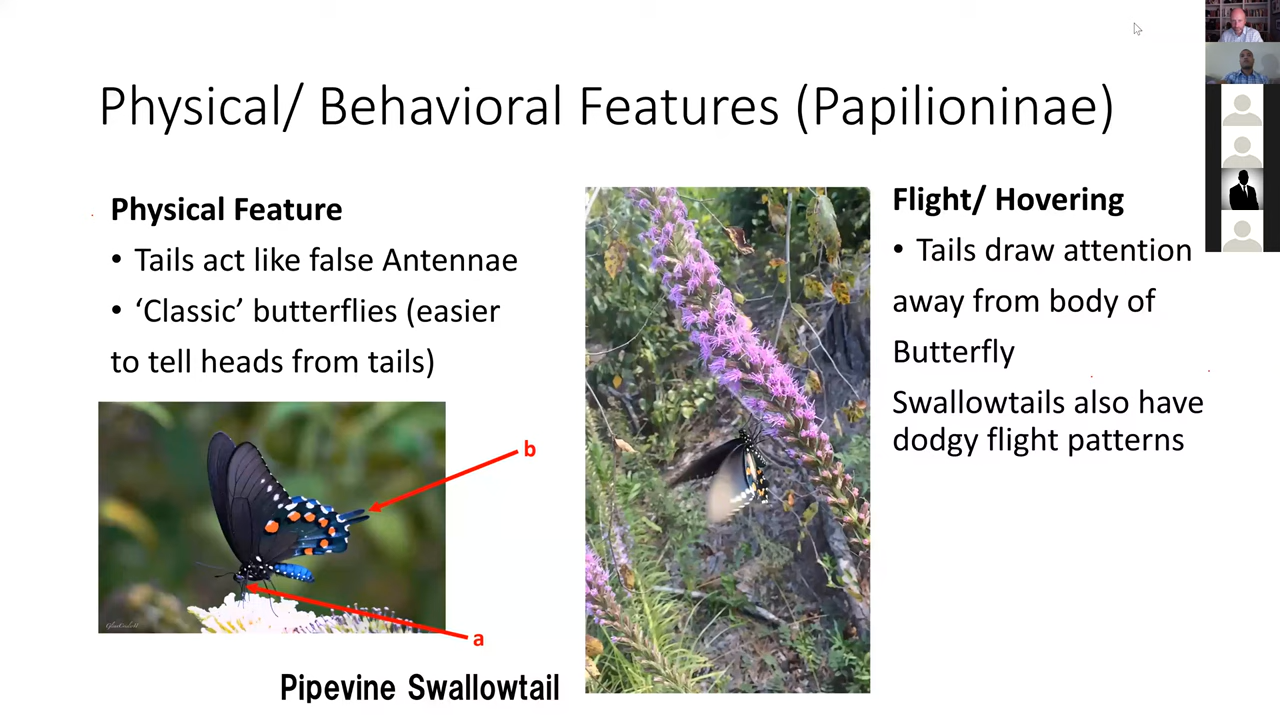 Physical/ Behavioral Features (Papilioninae)
Physical Feature
• Tails act like false Antennae
• ‘Classic’ butterflies (easier
to tell heads from tails)
b
a
Pipevine Swallowtail
Flight/ Hovering
• Tails draw attention
away from body of
Butterfly
Swallowtails also have
dodgy flight patterns